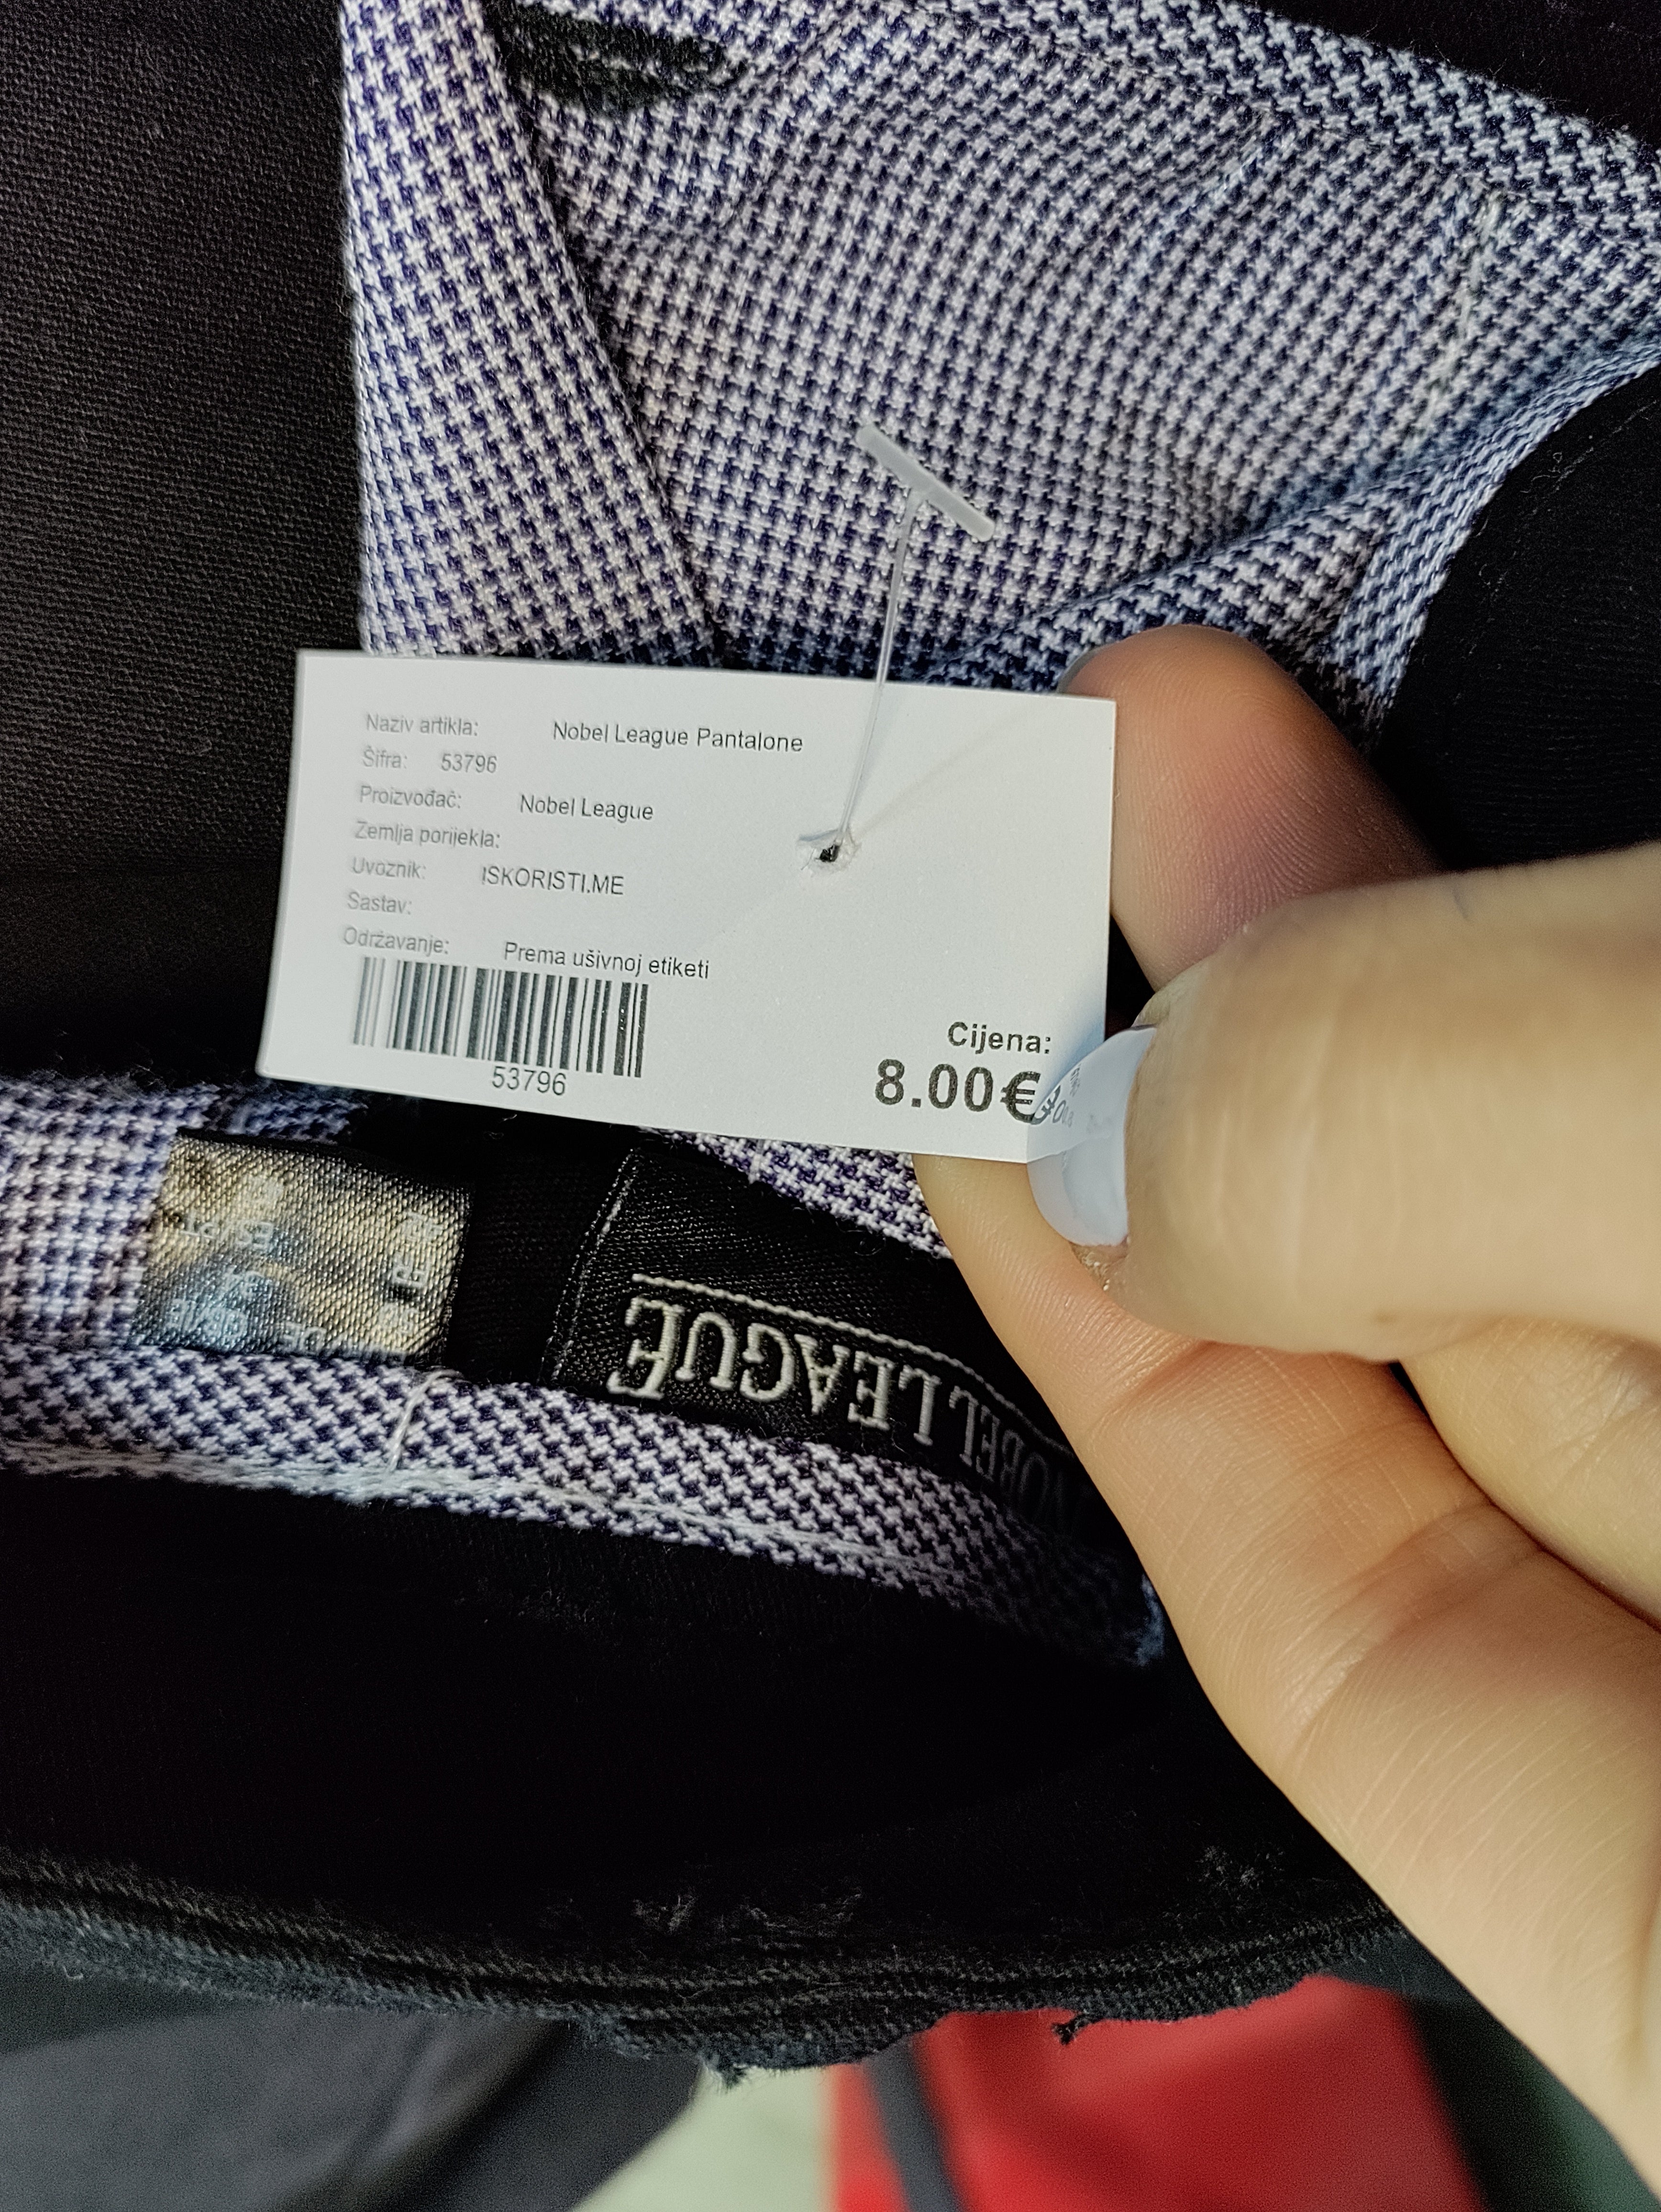 Naziv artikla: Nobel League Pantalone
Šifra: 53796
Proizvođač: Nobel League
Zemlja porijekla:
Uvoznik: ISKORISTI.ME
Sastav:
Održavanje: Prema ušivnoj etiketi
53796
Cijena:
8.00€
NOBEL LEAGUE